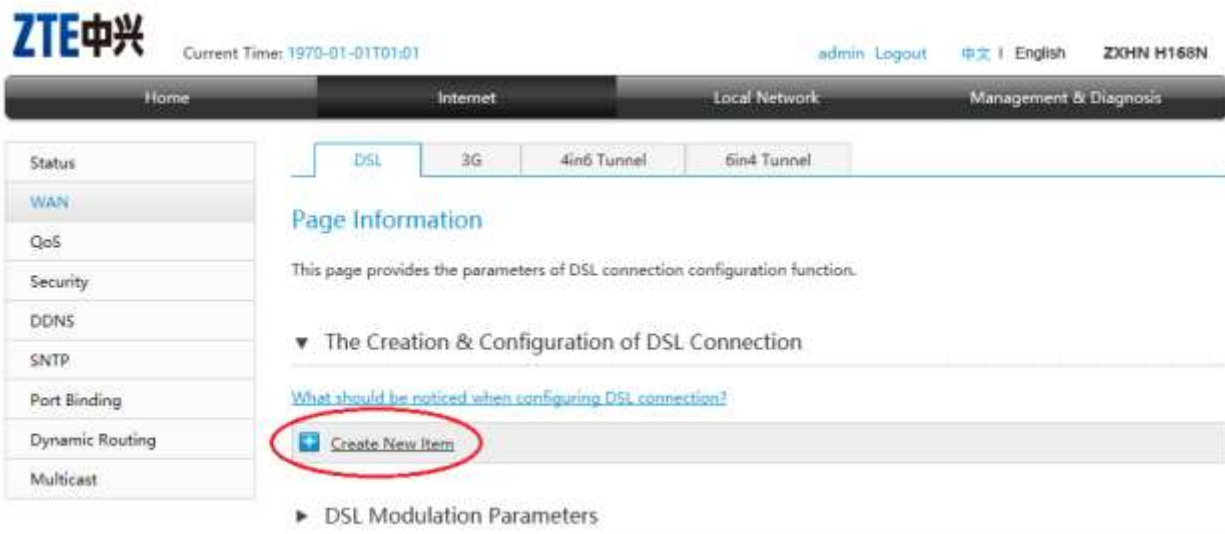 ZTE中兴
Current Time: 1970-01-01T01:01
admin Logout 中文 | English ZXHN H168N
Home Internet Local Network Management & Diagnosis
Status
WAN
QoS
Security
DDNS
SNTP
Port Binding
Dynamic Routing
Multicast
DSL 3G 4in6 Tunnel 6in4 Tunnel
Page Information
This page provides the parameters of DSL connection configuration function.
▼ The Creation & Configuration of DSL Connection
What should be noticed when configuring DSL connection?
Create New Item
► DSL Modulation Parameters